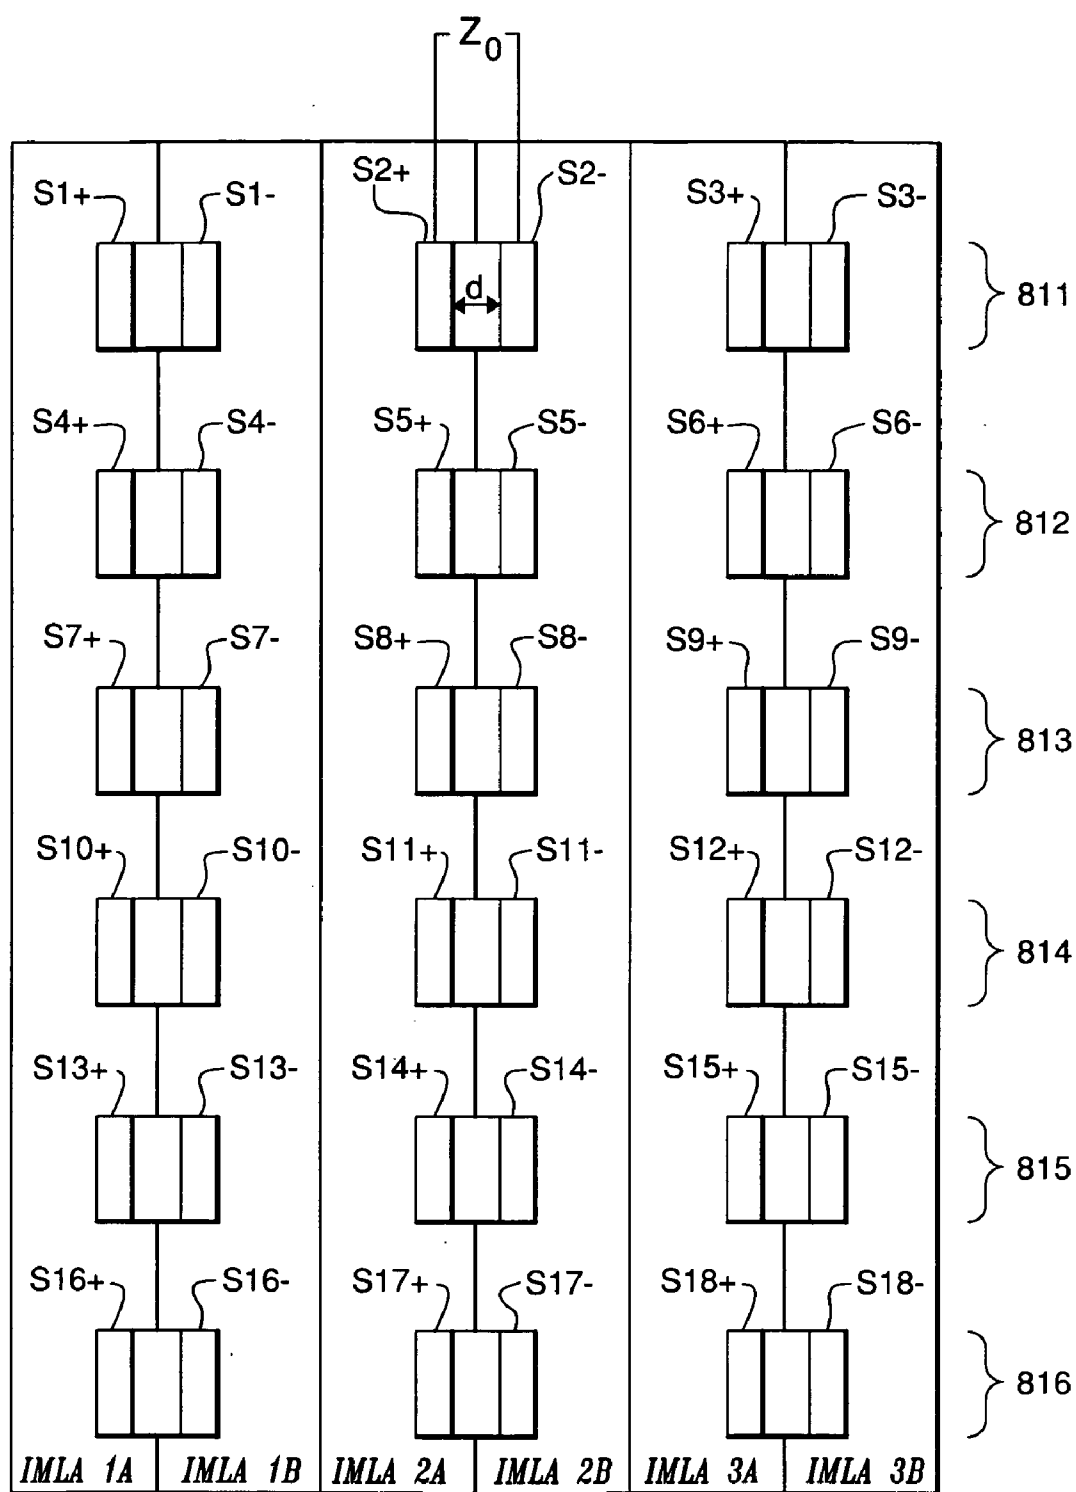 Z0
S2+ S2-
S1+ S1- S3+ S3-
d
811
S4+ S4- S5+ S5- S6+ S6-
812
S7+ S7- S8+ S8- S9+ S9-
813
S10+ S10- S11+ S11- S12+ S12-
814
S13+ S13- S14+ S14- S15+ S15-
815
S16+ S16- S17+ S17- S18+ S18-
816
IMLA 1A IMLA 1B IMLA 2A IMLA 2B IMLA 3A IMLA 3B